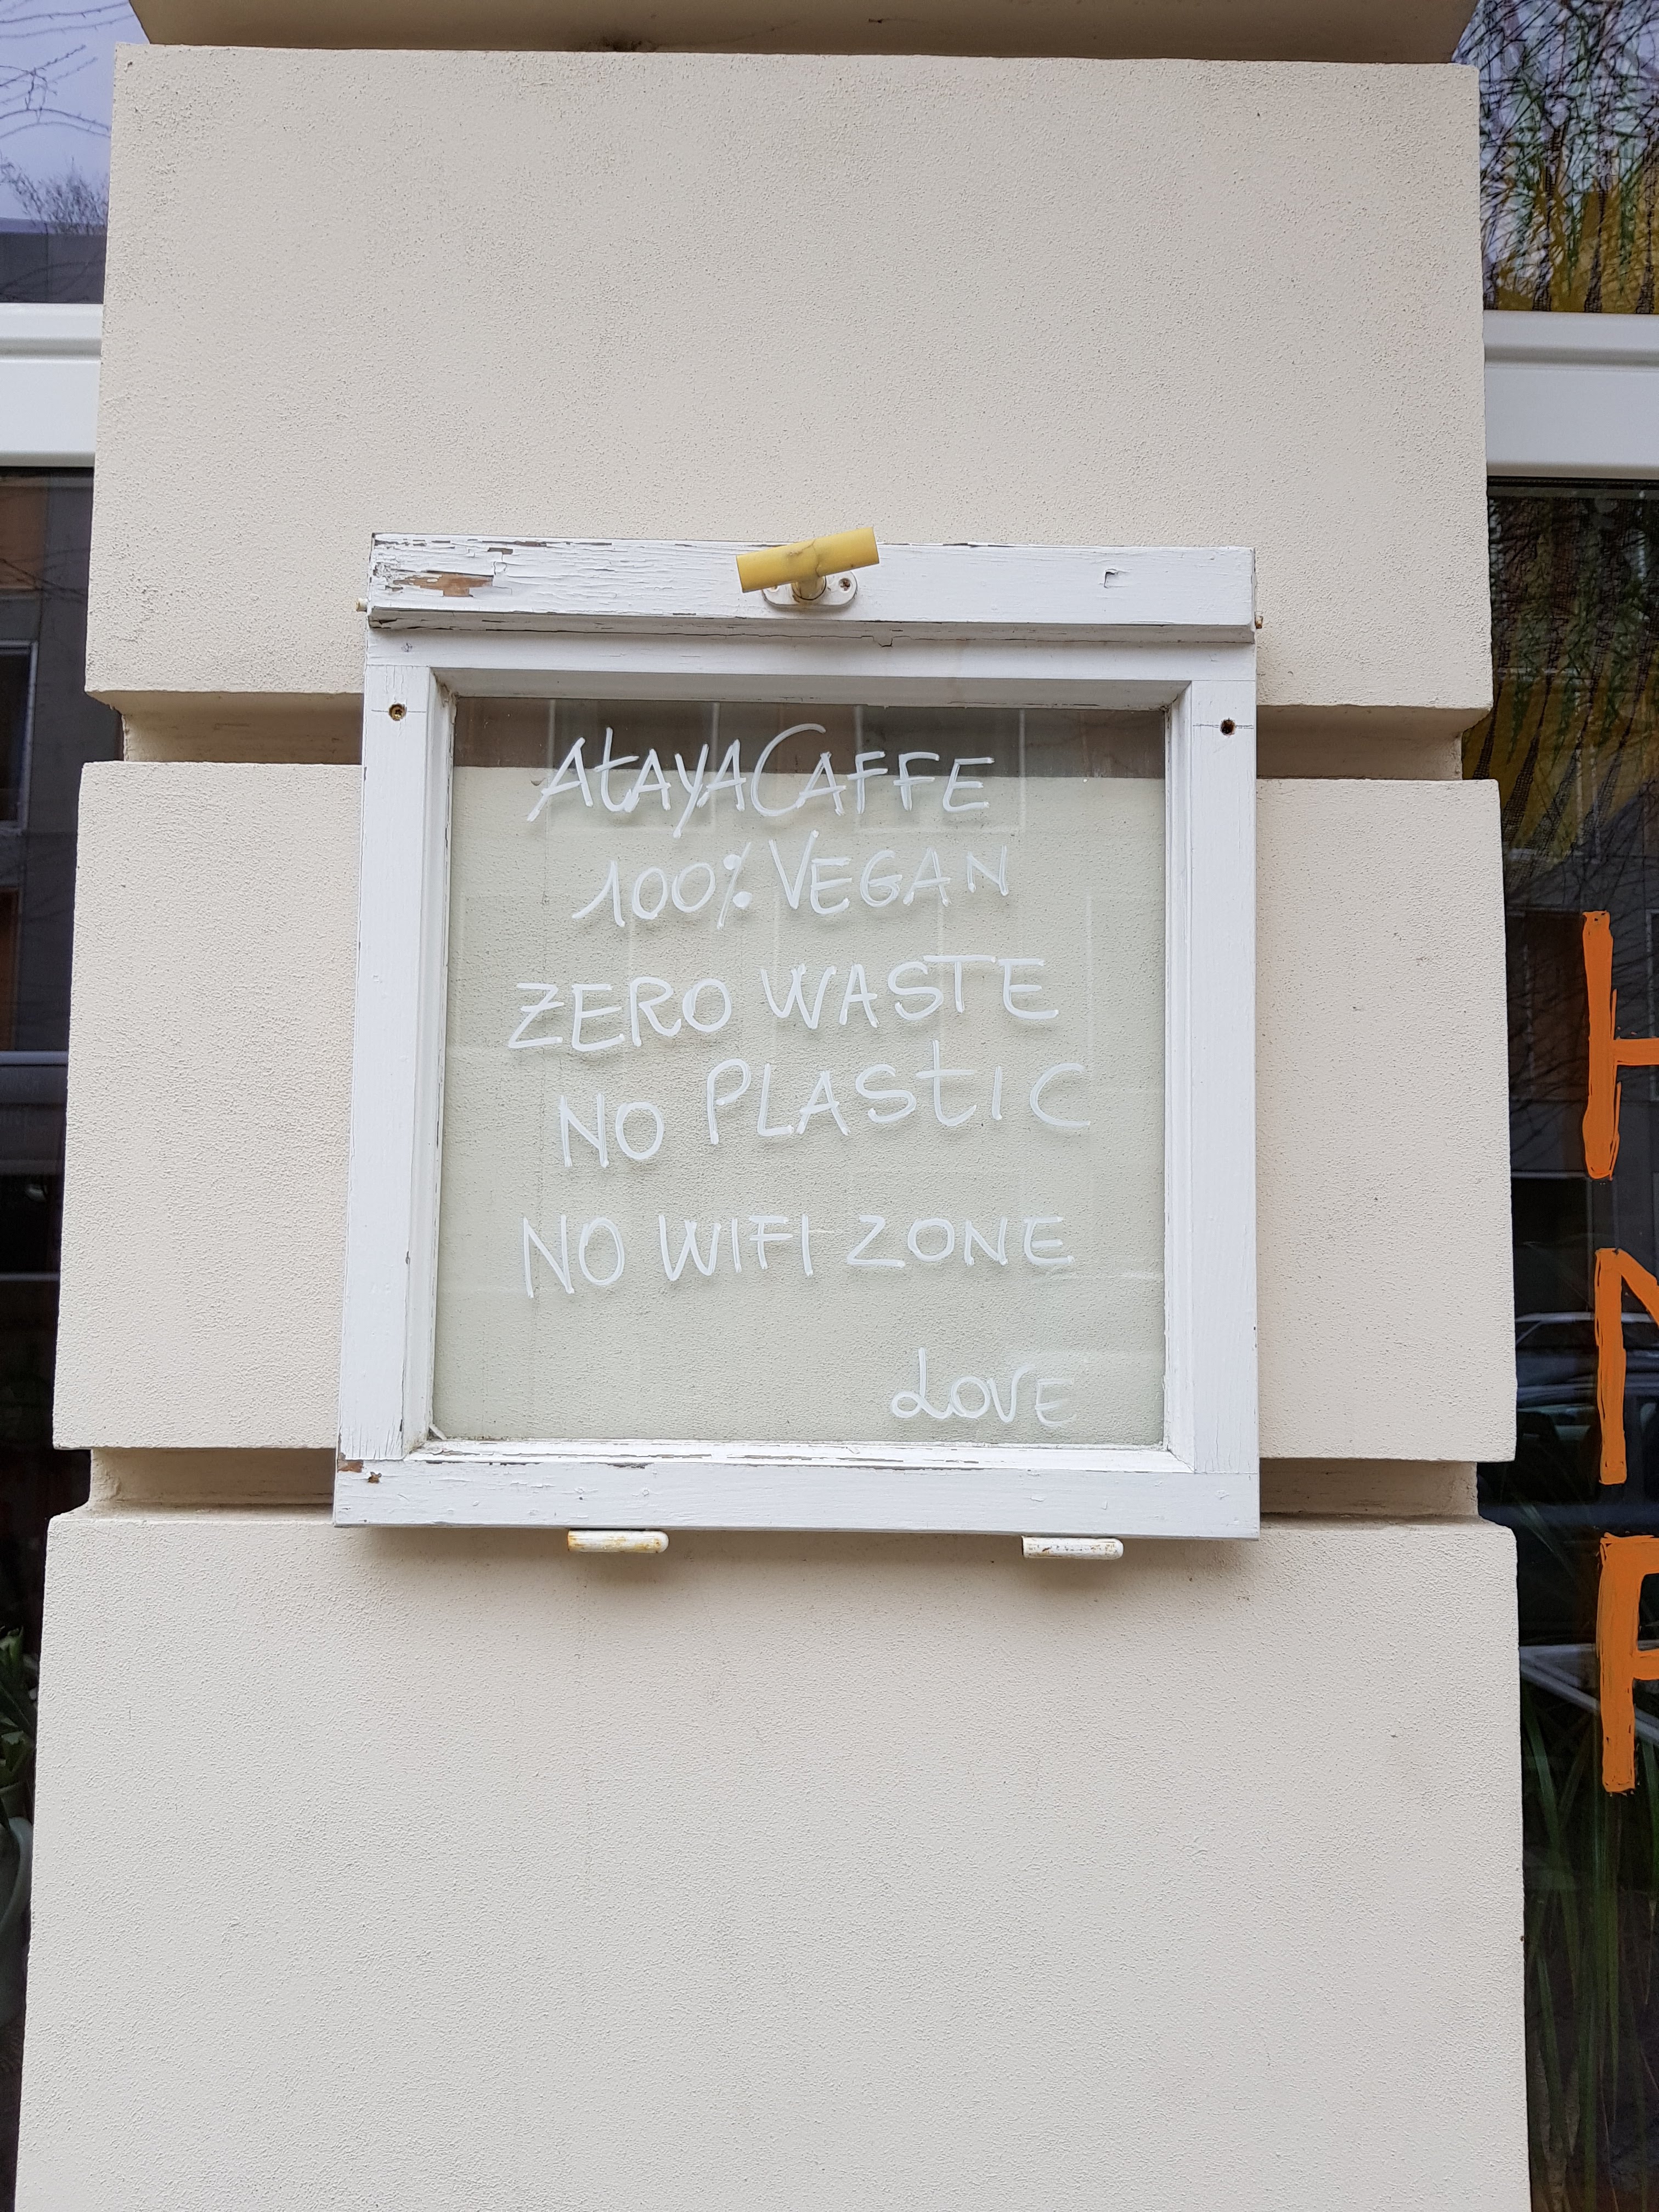 AtAYACAFFE
100% VEGAN
ZERO WASTE
NO PLAStIC
NO WIFI ZONE
LOVE